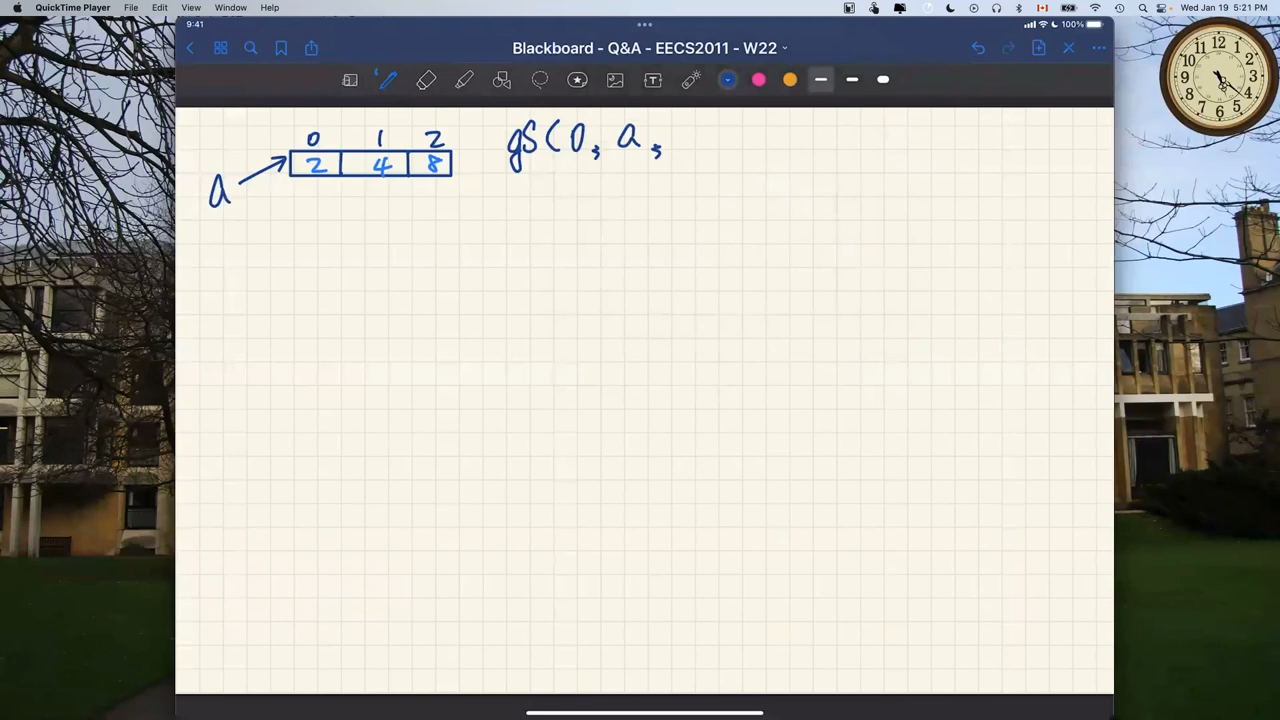 QuickTime Player File Edit View Window Help Wed Jan 19 5:21 PM
9:41 100%
Blackboard - Q&A - EECS2011 - W22
0 1 2 gS( 0, a,
2 4 8
a